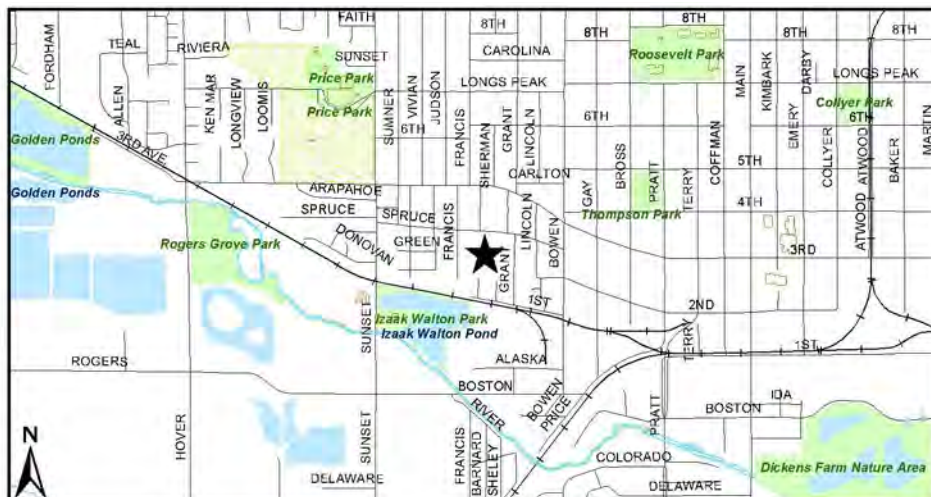 FORDHAM
TEAL
ALLEN
RIVIERA
KEN MAR
LONGVIEW
LOOMIS
FAITH
SUNSET
Price Park
Price Park
SUMNER
VIVIAN
JUDSON
6TH
8TH
CAROLINA
LONGS PEAK
FRANCIS
SHERMAN
GRANT
LINCOLN
CARLTON
8TH
8TH
8TH
8TH
Roosevelt Park
6TH
MAIN
KIMBARK
EMERY
DARBY
LONGS PEAK
Collyer Park
6TH
COLLYER
ATWOOD
ATWOOD
BAKER
MARTIN
Golden Ponds
Golden Ponds
3RD AVE
ARAPAHOE
SPRUCE
SPRUCE
DONOVAN
GREEN
FRANCIS
GRANT
LINCOLN
BOWEN
GAY
BROSS
PRATT
TERRY
COFFMAN
5TH
4TH
Thompson Park
3RD
Rogers Grove Park
1ST
2ND
SUNSET
Izaak Walton Park
Izaak Walton Pond
TERRY
1ST
ROGERS
ALASKA
BOSTON
BOWEN
PRICE
RIVER
PRATT
BOSTON
IDA
HOVER
SUNSET
FRANCIS
BARNARD
SHELEY
COLORADO
Dickens Farm Nature Area
DELAWARE
DELAWARE
N